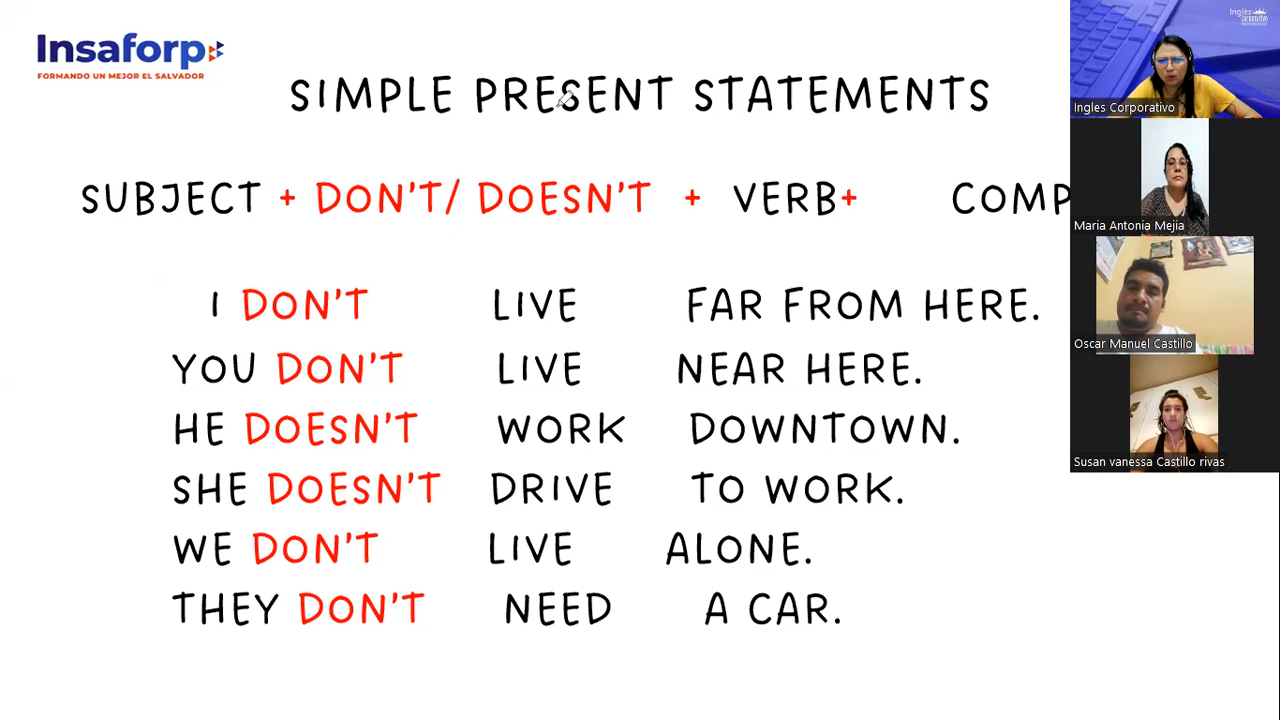 Insaforp
FORMANDO UN MEJOR EL SALVADOR
SIMPLE PRESENT STATEMENTS
SUBJECT + DON'T/ DOESN'T + VERB+ COMP
I DON'T LIVE FAR FROM HERE.
YOU DON'T LIVE NEAR HERE.
HE DOESN'T WORK DOWNTOWN.
SHE DOESN'T DRIVE TO WORK.
WE DON'T LIVE ALONE.
THEY DON'T NEED A CAR.
Ingles Corporativo
Maria Antonia Mejia
Oscar Manuel Castillo
Susan vanessa Castillo rivas